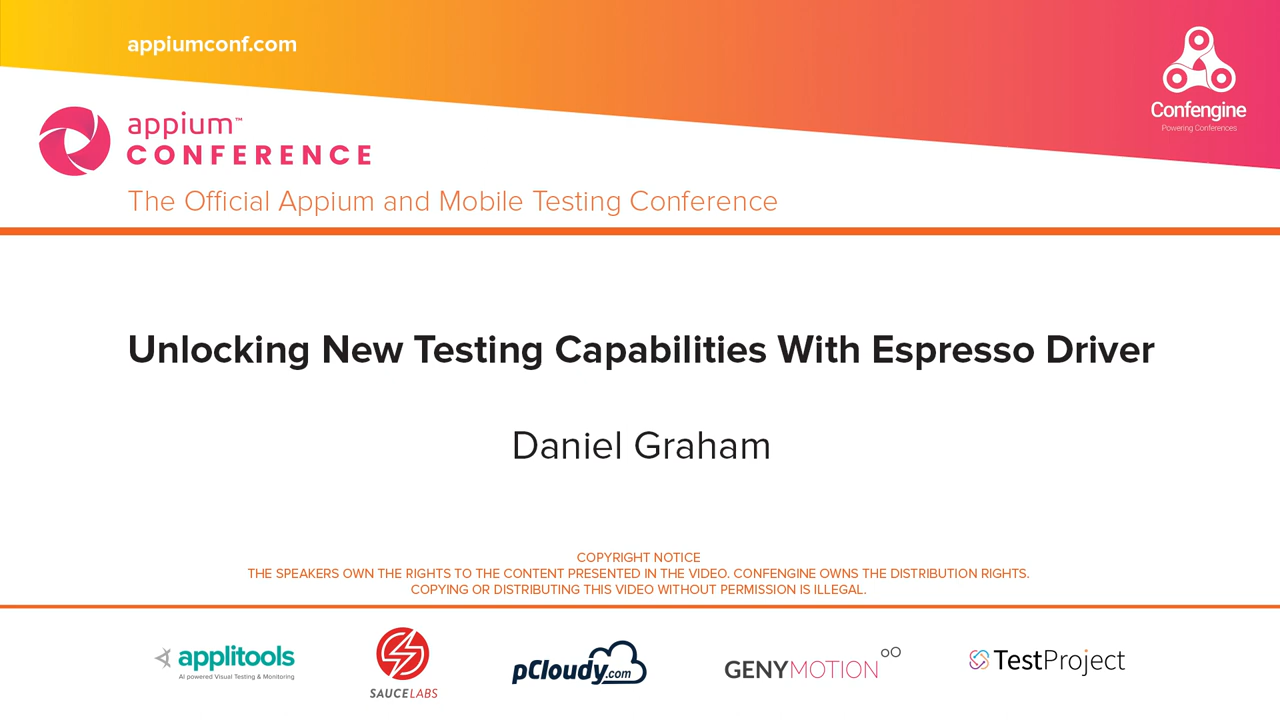 appiumconf.com
Confengine
Powering Conferences
appium™
CONFERENCE
The Official Appium and Mobile Testing Conference
Unlocking New Testing Capabilities With Espresso Driver
Daniel Graham
COPYRIGHT NOTICE
THE SPEAKERS OWN THE RIGHTS TO THE CONTENT PRESENTED IN THE VIDEO. CONFENGINE OWNS THE DISTRIBUTION RIGHTS.
COPYING OR DISTRIBUTING THIS VIDEO WITHOUT PERMISSION IS ILLEGAL.
applitools
AI powered Visual Testing & Monitoring
SAUCELABS
pCloudy.com
GENYMOTION
TestProject